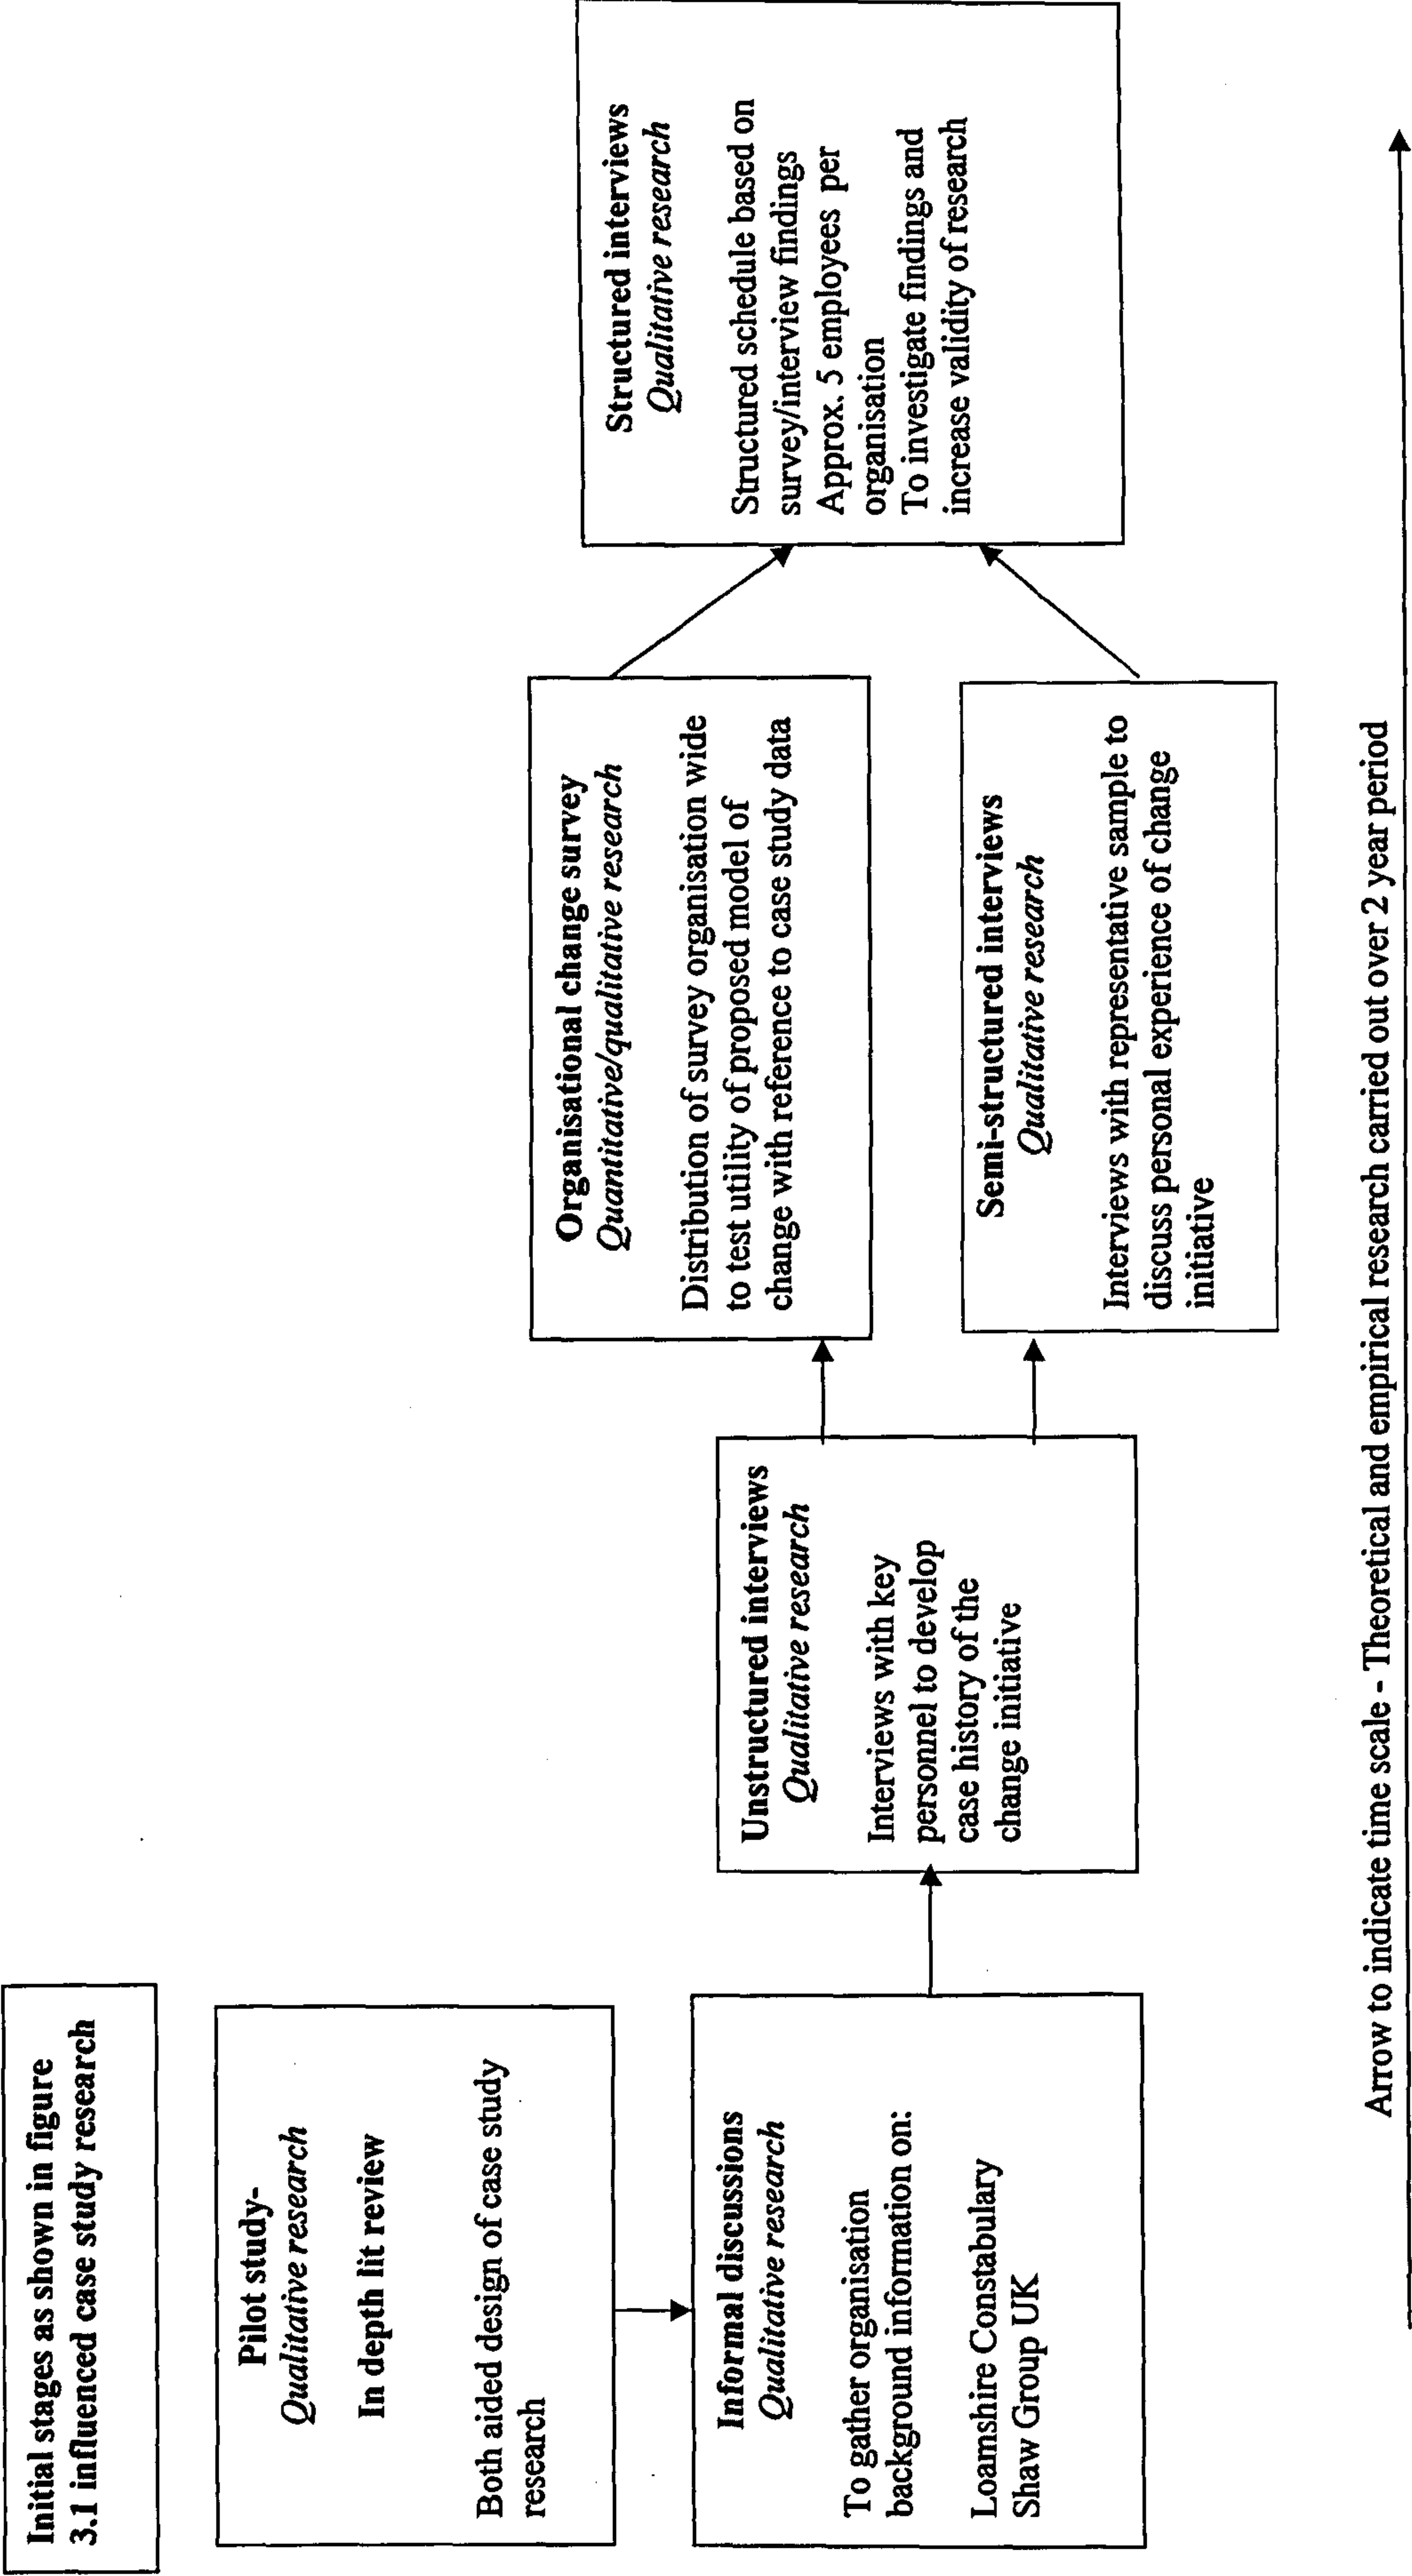 Initial stages as shown in figure
3.1 influenced case study research
Pilot study-
Qualitative research
In depth lit review
Both aided design of case study
research
Informal discussions
Qualitative research
To gather organisation
background information on:
Loamshire Constabulary
Shaw Group UK
Unstructured interviews
Qualitative research
Interviews with key
personnel to develop
case history of the
change initiative
Organisational change survey
Quantitative/qualitative research
Distribution of survey organisation wide
to test utility of proposed model of
change with reference to case study data
Semi-structured interviews
Qualitative research
Interviews with representative sample to
discuss personal experience of change
initiative
Structured interviews
Qualitative research
Structured schedule based on
survey/interview findings
Approx. 5 employees per
organisation
To investigate findings and
increase validity of research
Arrow to indicate time scale - Theoretical and empirical research carried out over 2 year period